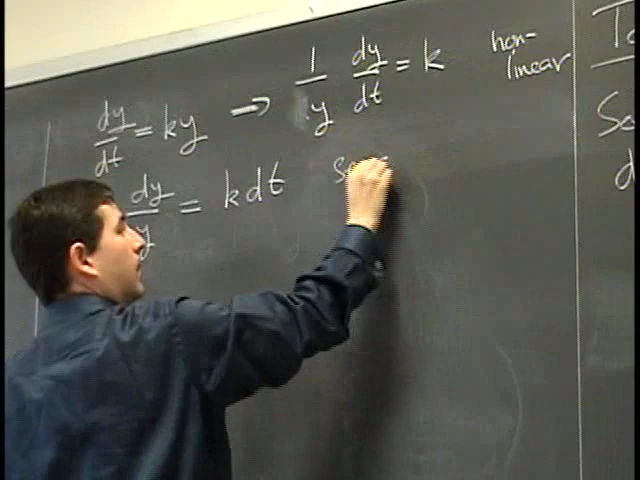 dy/dt = ky → 1/y dy/dt = k non-
linear
dy/y = k dt